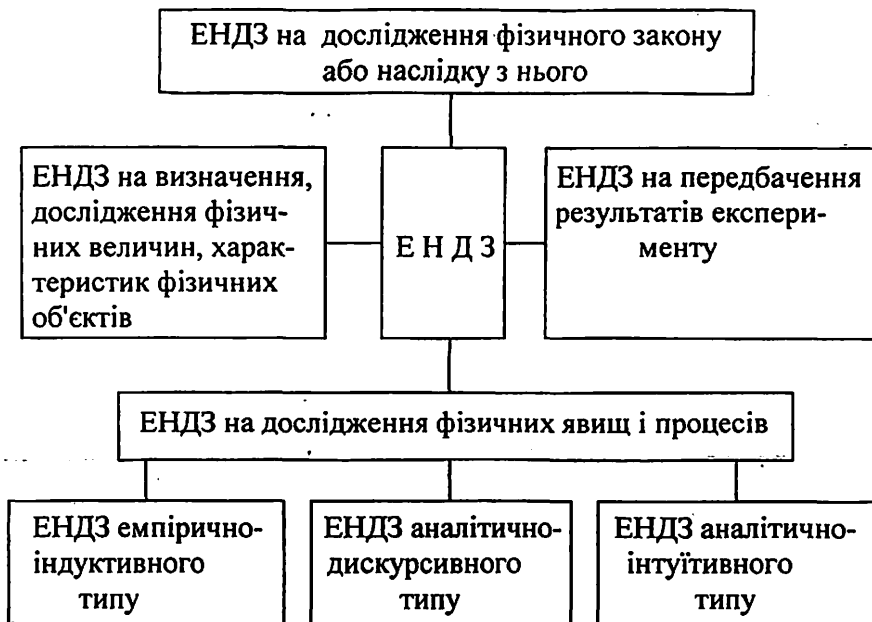 ЕНДЗ на дослідження фізичного закону
або наслідку з нього
ЕНДЗ на визначення,
дослідження фізич-
них величин, харак-
теристик фізичних
об'єктів
Е Н Д З
ЕНДЗ на передбачення
результатів експери-
менту
ЕНДЗ на дослідження фізичних явищ і процесів
ЕНДЗ емпірично-
індуктивного
типу
ЕНДЗ аналітично-
дискурсивного
типу
ЕНДЗ аналітично-
інтуїтивного
типу